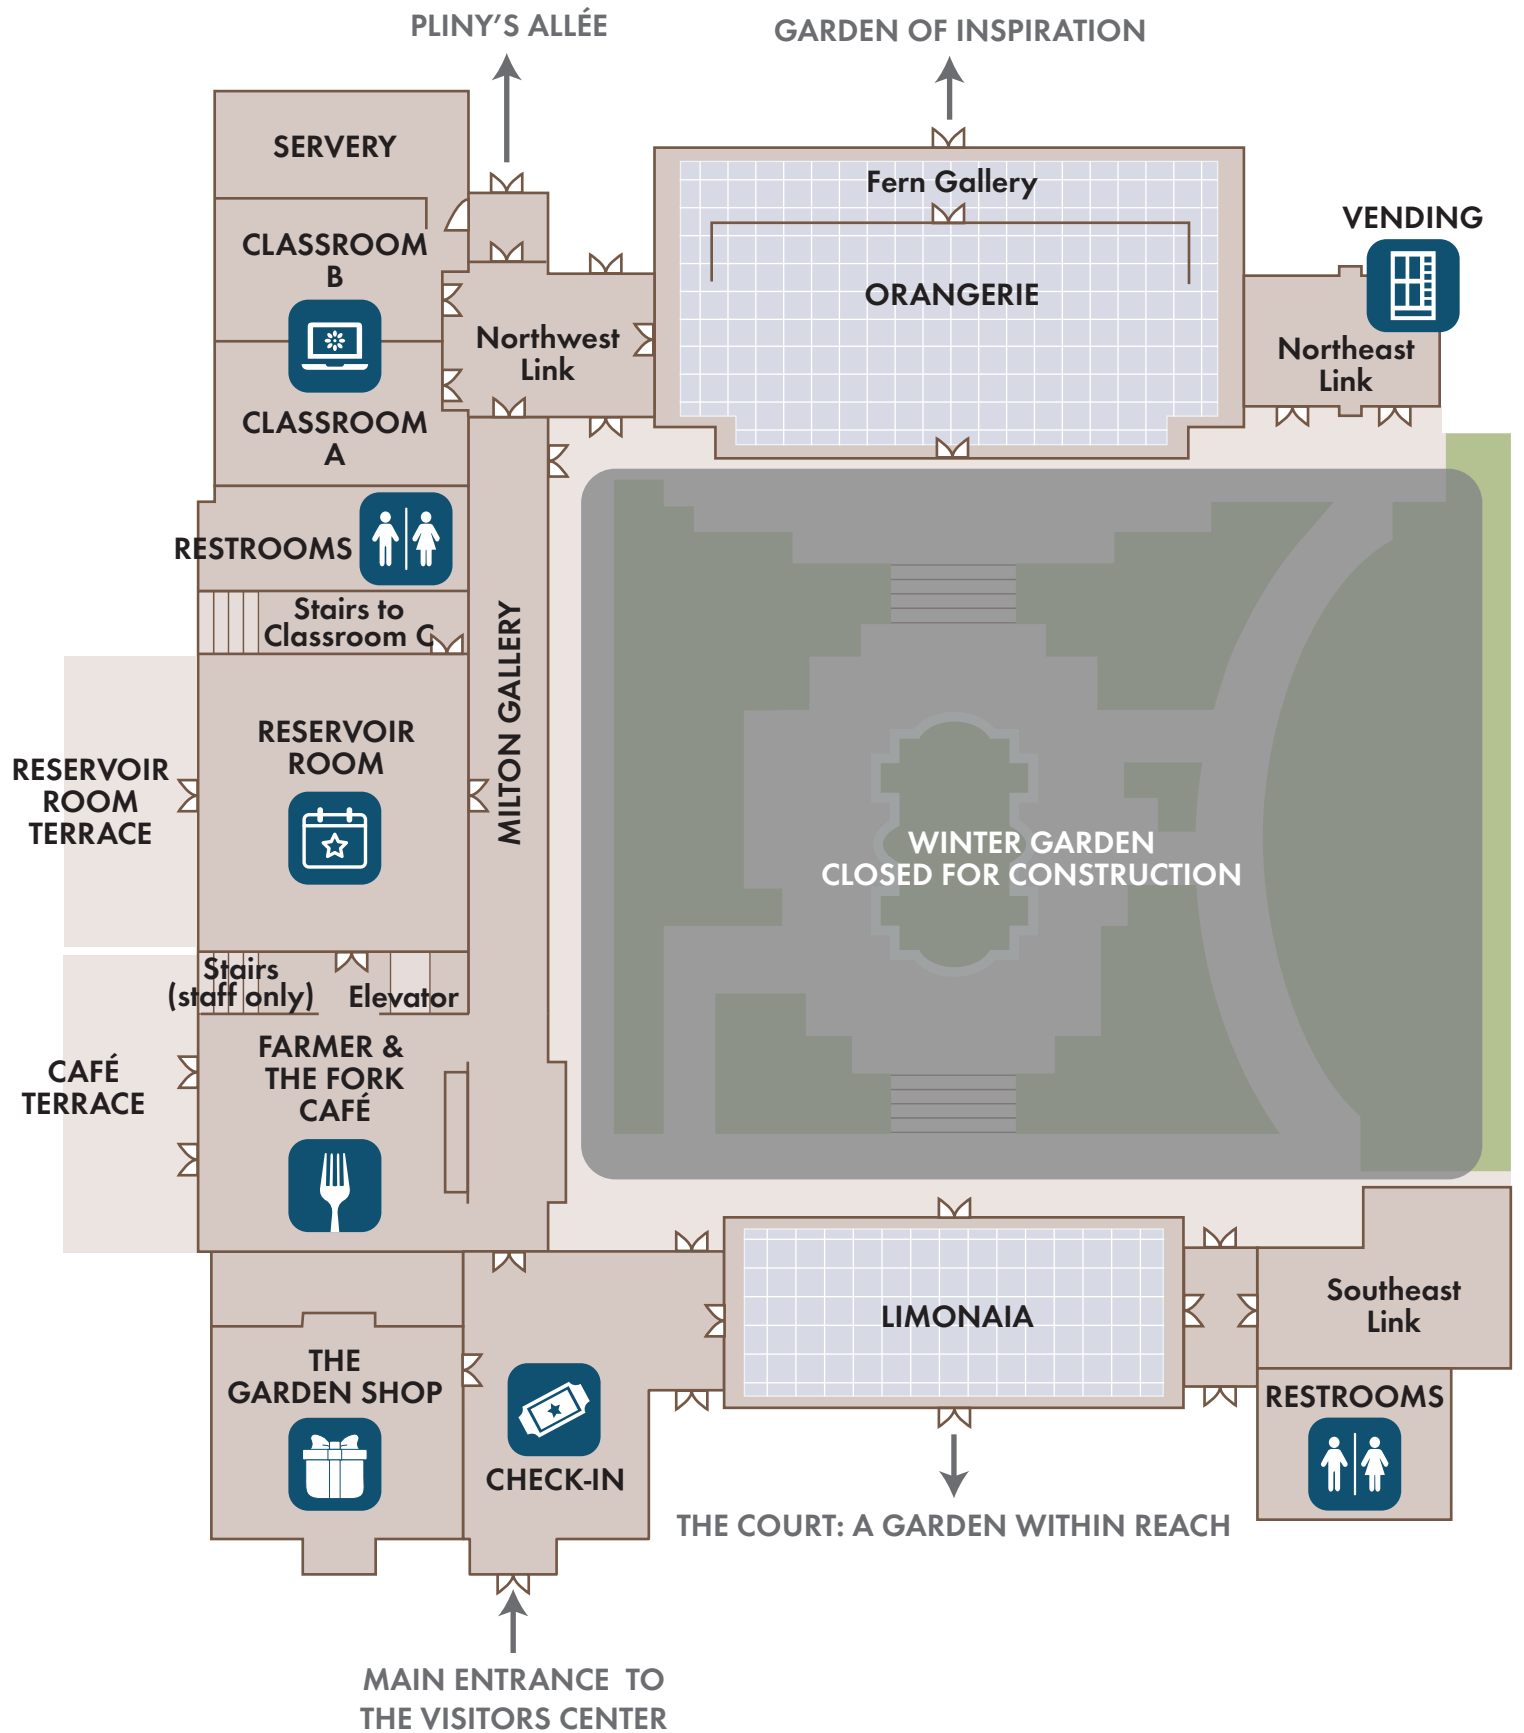 PLINY'S ALLÉE
GARDEN OF INSPIRATION
SERVERY
Fern Gallery
VENDING
CLASSROOM
B
ORANGERIE
Northwest
Link
Northeast
Link
CLASSROOM
A
RESTROOMS
Stairs to
Classroom C
MILTON GALLERY
RESERVOIR
ROOM
RESERVOIR
ROOM
TERRACE
WINTER GARDEN
CLOSED FOR CONSTRUCTION
Stairs
(staff only)
Elevator
FARMER &
THE FORK
CAFÉ
CAFÉ
TERRACE
LIMONAIA
Southeast
Link
THE
GARDEN SHOP
RESTROOMS
CHECK-IN
THE COURT: A GARDEN WITHIN REACH
MAIN ENTRANCE TO
THE VISITORS CENTER